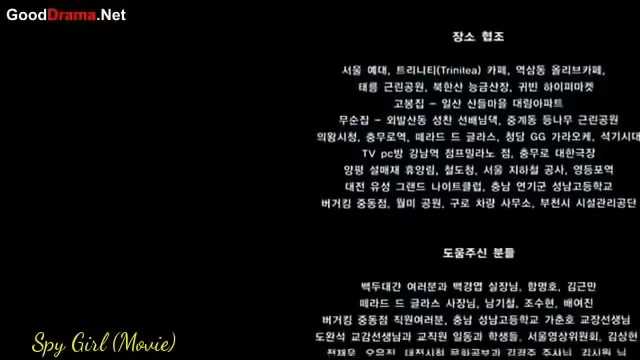 GoodDrama.Net
장소 협조
서울 예대, 트리니티(Trinitea) 카페, 역삼동 올리브카페,
태릉 근린공원, 북한산 능금산장, 귀빈 하이퍼마켓
고봉집 - 일산 산들마을 대림아파트
무순집 - 외발산동 성찬 선배님댁, 중계동 등나무 근린공원
의왕시청, 충무로역, 떼라드 드 글라스, 청담 GG 가라오케, 석기시대
TV pc방 강남역 점프밀라노 점, 충무로 대한극장
양평 설매재 휴양림, 철도청, 서울 지하철 공사, 영등포역
대전 유성 그랜드 나이트클럽, 충남 연기군 성남고등학교
버거킹 중동점, 월미 공원, 구로 차량 사무소, 부천시 시설관리공단
도움주신 분들
백두대간 여러분과 백경엽 실장님, 함명호, 김근만
떼라드 드 글라스 사장님, 남기철, 조수현, 배여진
버거킹 중동점 직원여러분, 충남 성남고등학교 가춘호 교장선생님
도완석 교감선생님과 교직원 일동과 학생들, 서울영상위원회, 김상현
Spy Girl (Movie)